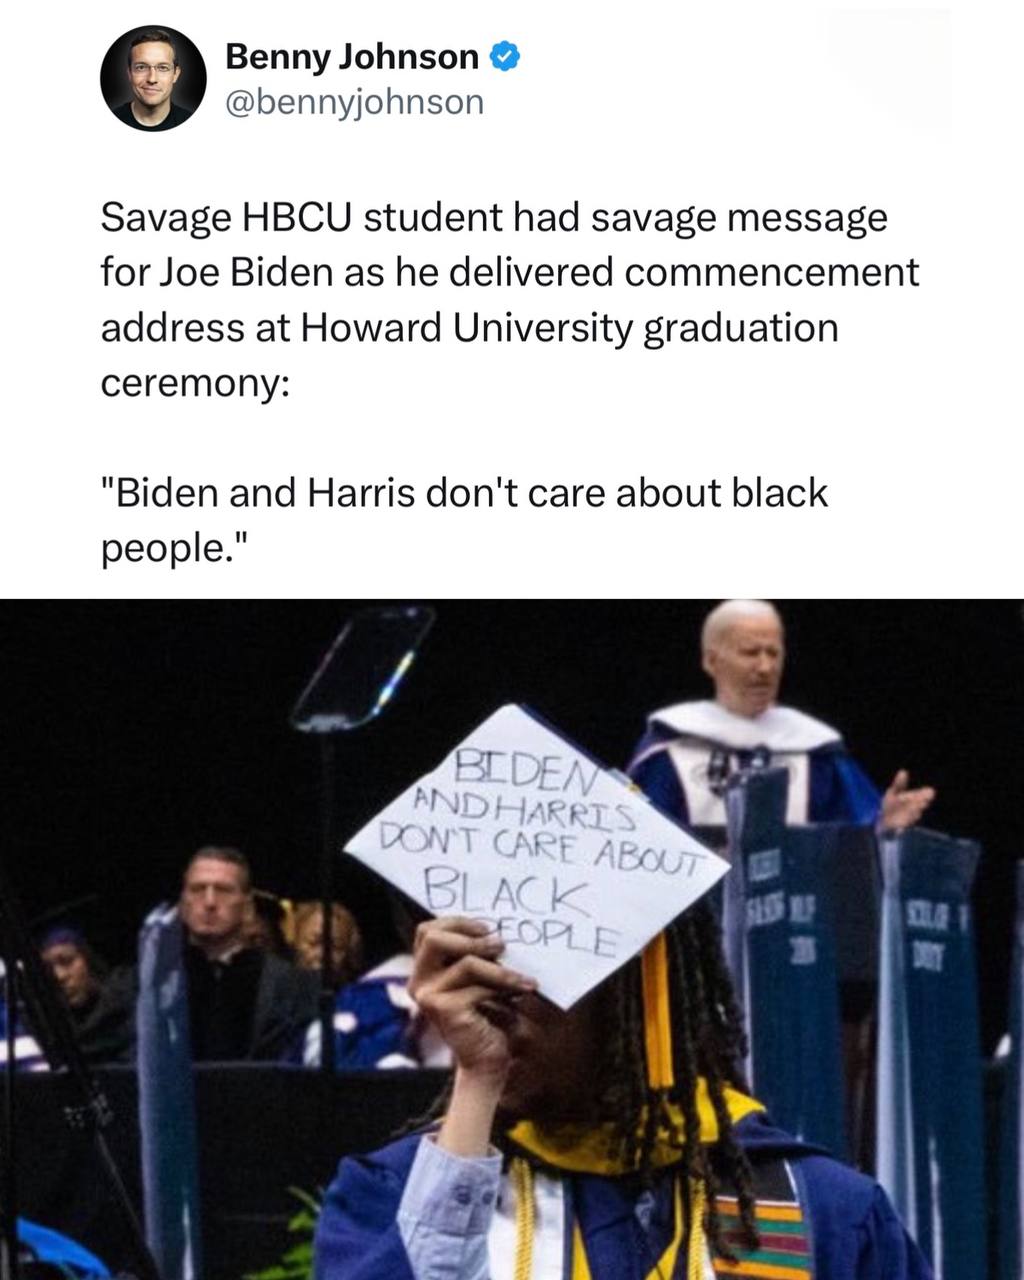 Benny Johnson
@bennyjohnson
Savage HBCU student had savage message
for Joe Biden as he delivered commencement
address at Howard University graduation
ceremony:
"Biden and Harris don't care about black
people."
BIDEN
AND HARRIS
DON'T CARE ABOUT
BLACK
PEOPLE